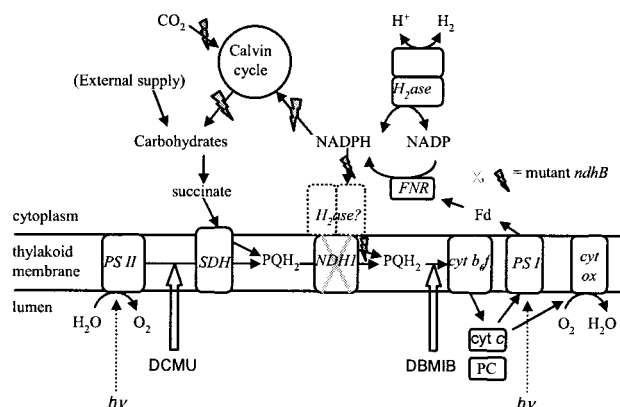 CO2
H+ H2
Calvin
cycle
H2ase
(External supply)
Carbohydrates
NADPH NADP
succinate
FNR
, = mutant ndhB
H2ase?
Fd
cytoplasm
thylakoid
membrane
PS II
SDH
PQH2
NDH1
PQH2
cyt b6f
PS I
cyt
ox
lumen
H2O O2
cyt c
O2 H2O
PC
DCMU
DBMIB
hν
hν